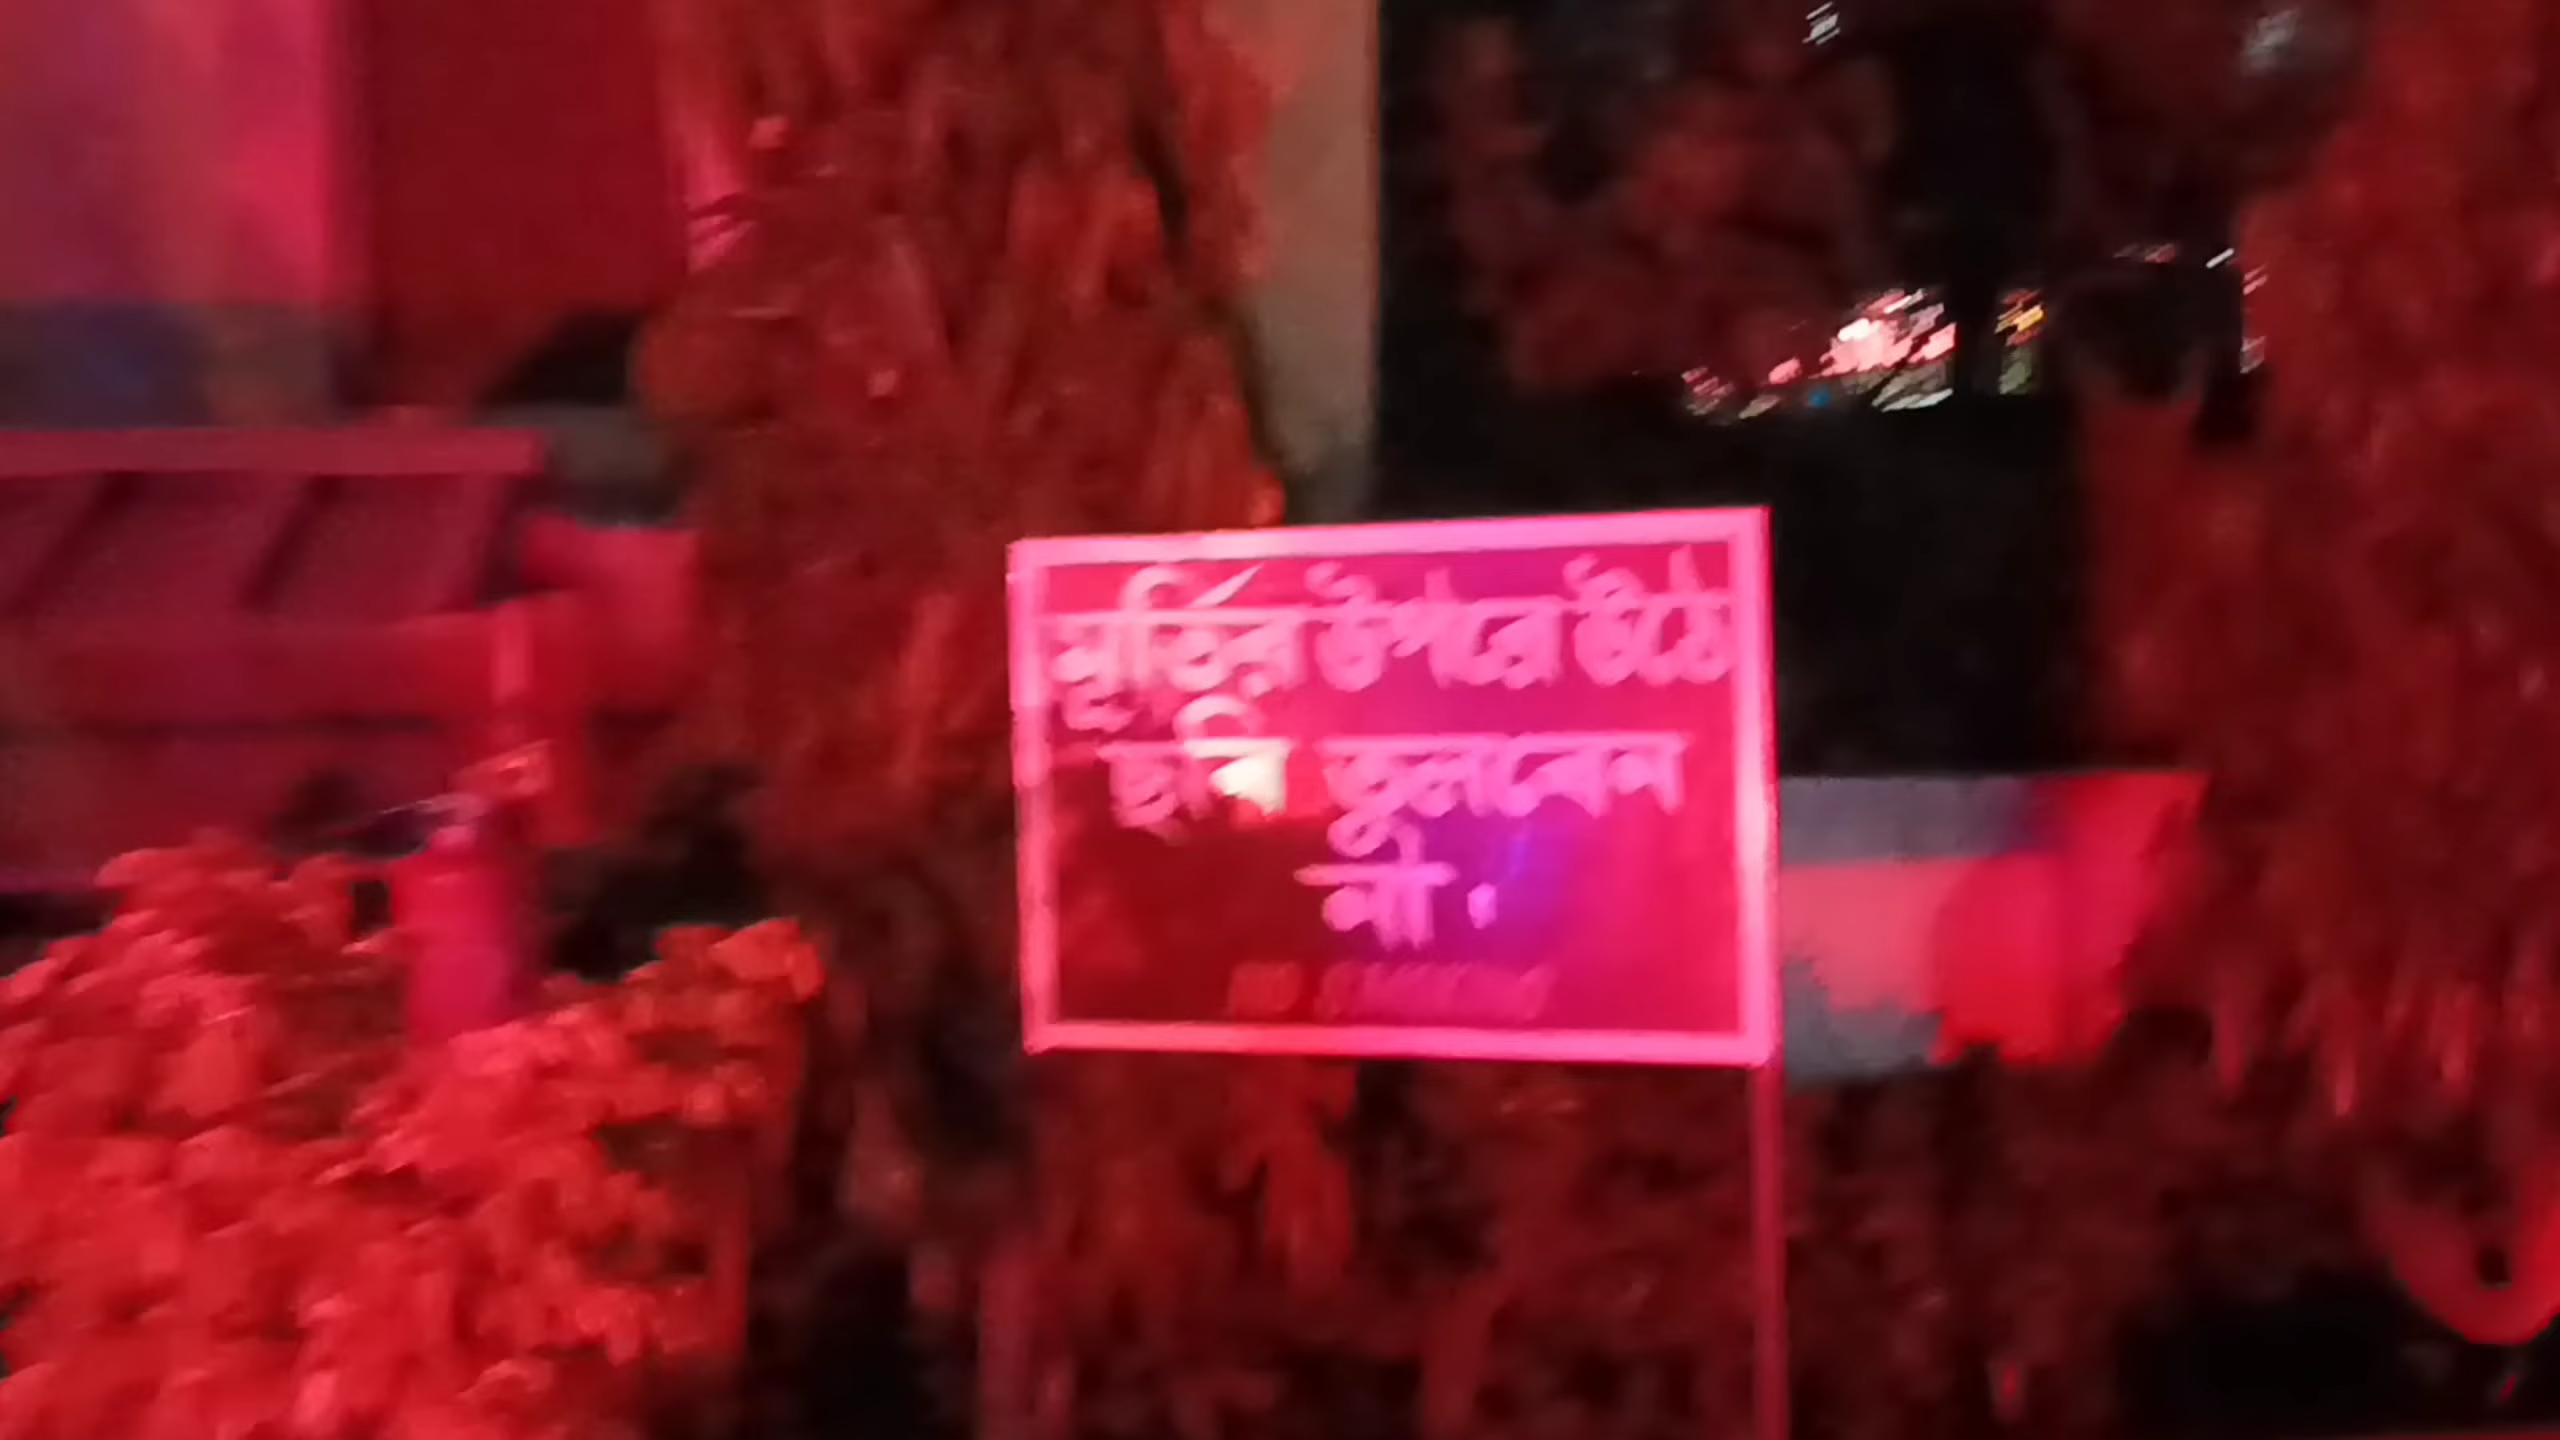 মূর্তির উপরে উঠে
ছবি তুলবেন
না।